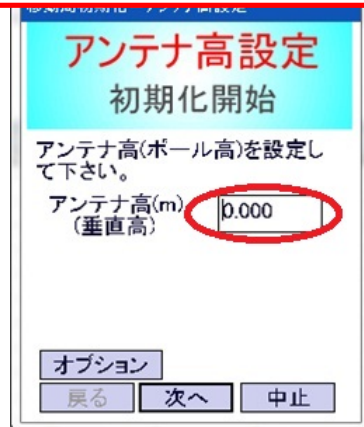 アンテナ高設定
初期化開始
アンテナ高(ポール高)を設定し
て下さい。
アンテナ高(m)
(垂直高)
0.000
オプション
戻る
次へ
中止